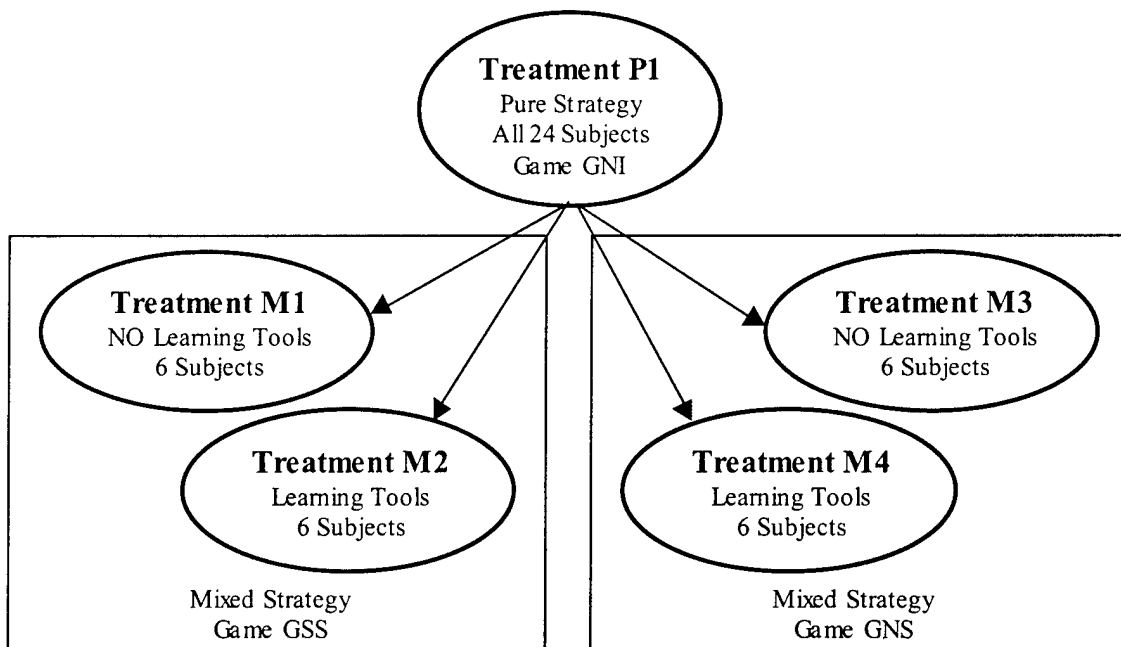 Treatment P1
Pure Strategy
All 24 Subjects
Game GNI
Treatment M1
NO Learning Tools
6 Subjects
Treatment M2
Learning Tools
6 Subjects
Mixed Strategy
Game GSS
Treatment M3
NO Learning Tools
6 Subjects
Treatment M4
Learning Tools
6 Subjects
Mixed Strategy
Game GNS